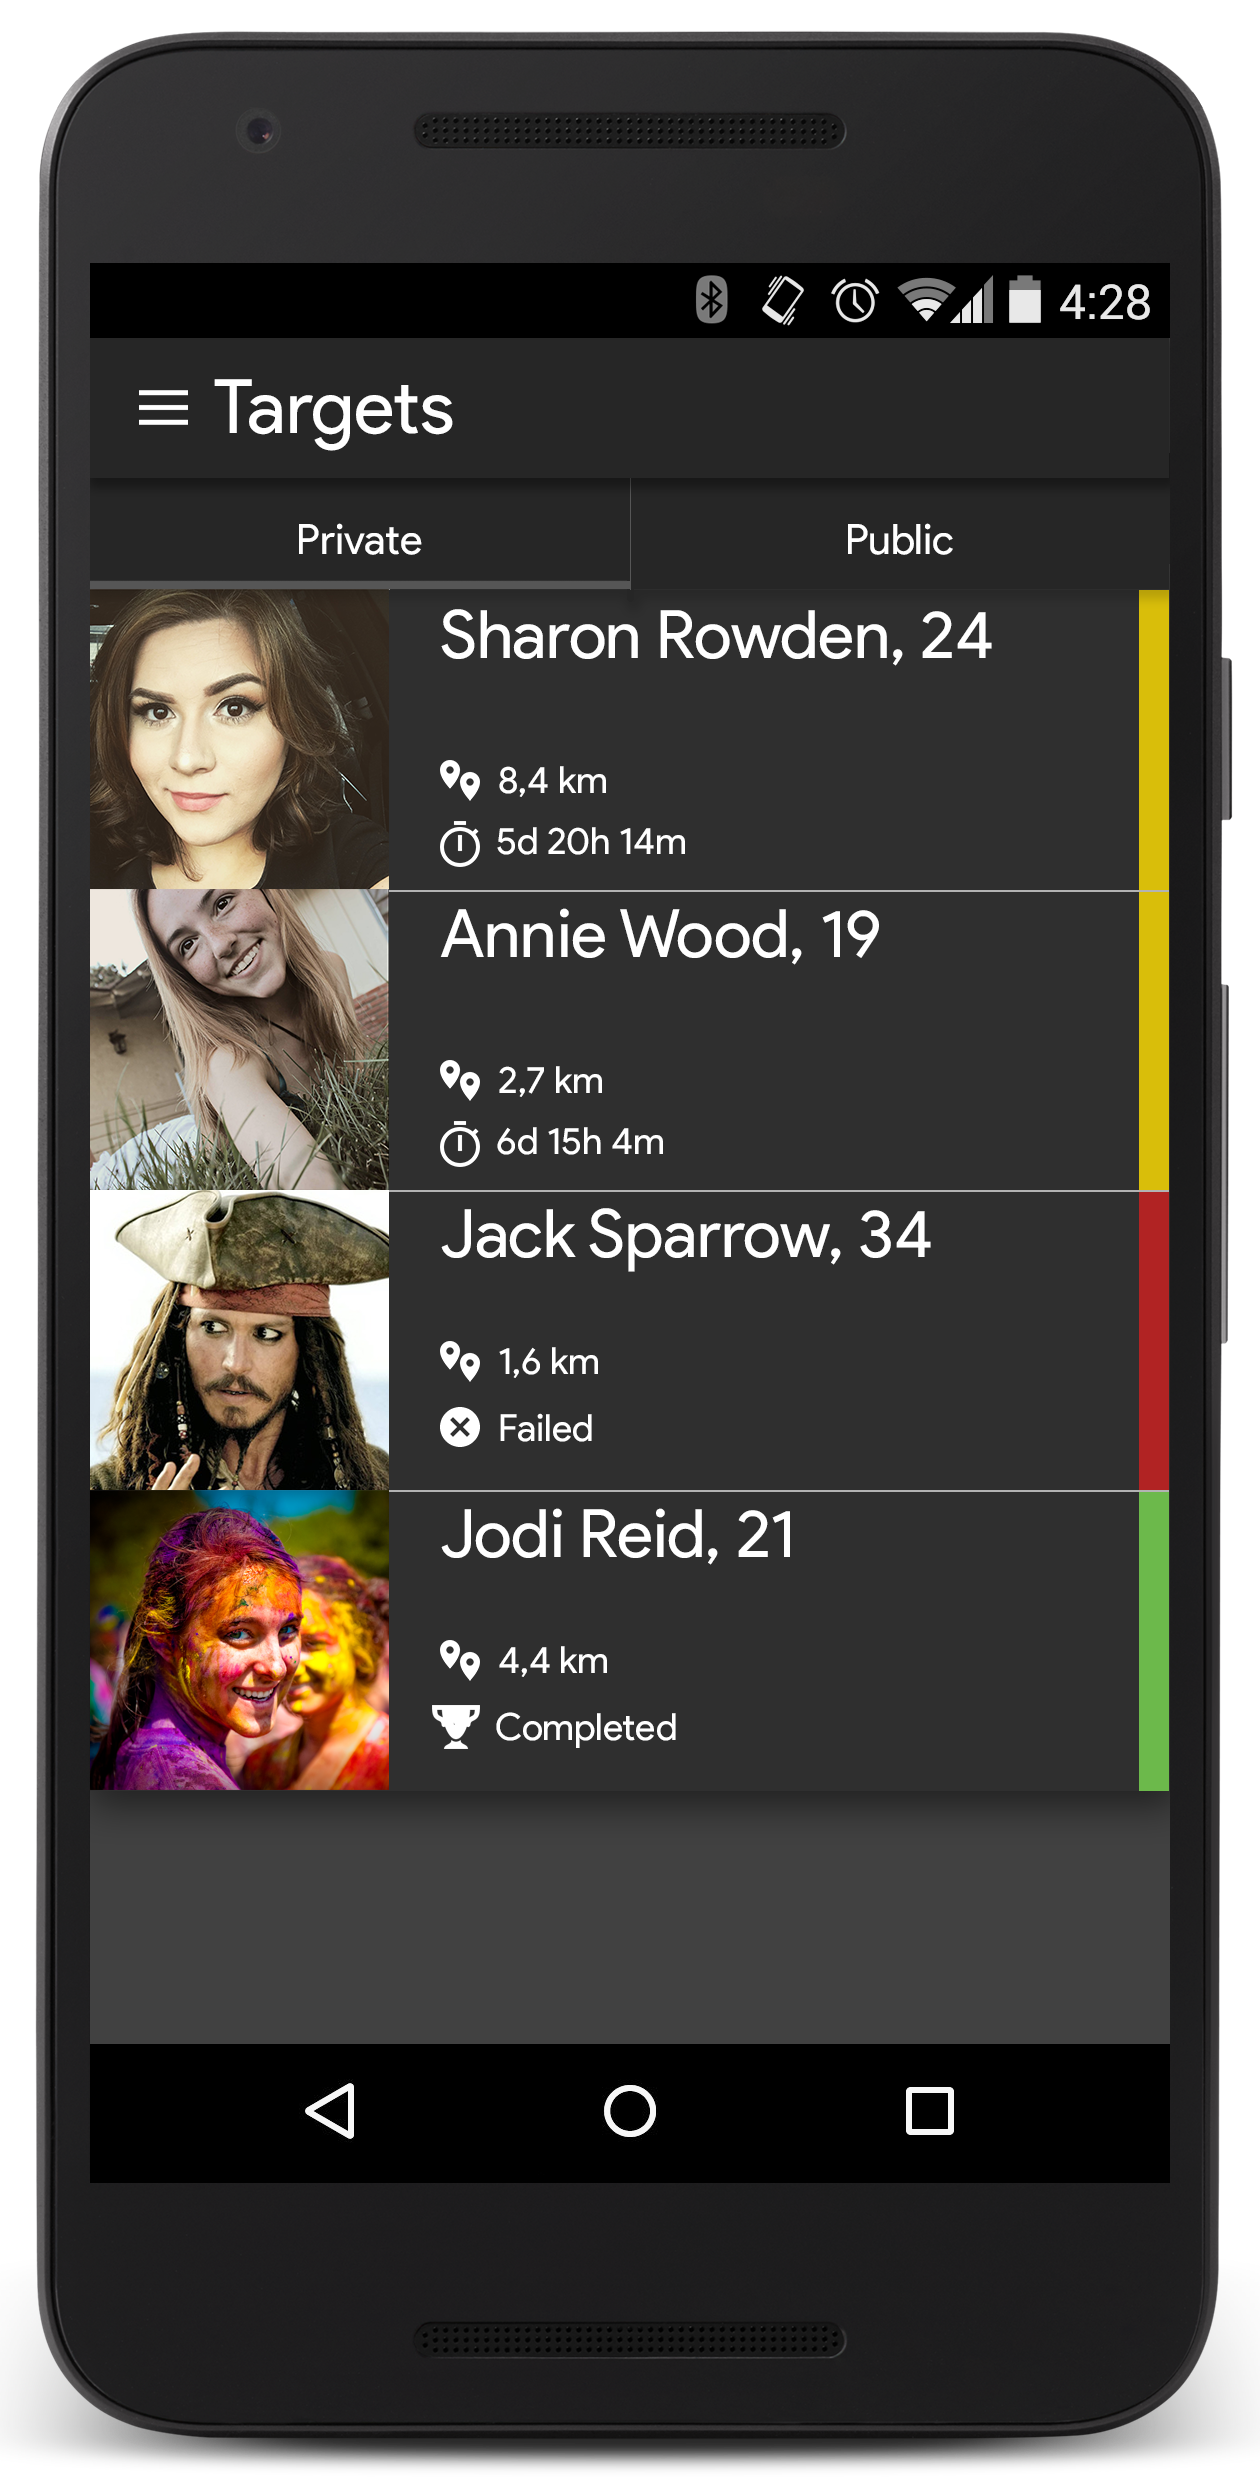 4:28
Targets
Private
Public
Sharon Rowden, 24
8,4 km
5d 20h 14m
Annie Wood, 19
2,7 km
6d 15h 4m
Jack Sparrow, 34
1,6 km
Failed
Jodi Reid, 21
4,4 km
Completed